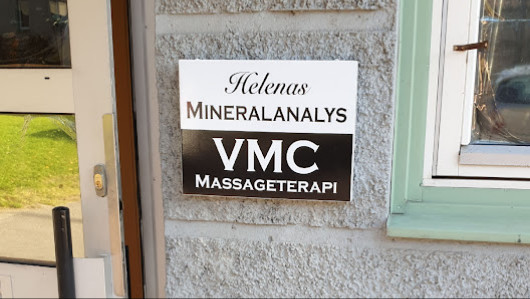 Helenas
MINERALANALYS
VMC
MASSAGETERAPI